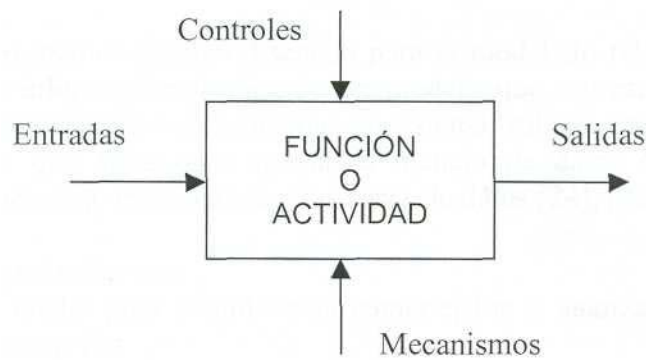 Controles
Entradas
FUNCIÓN
O
ACTIVIDAD
Salidas
Mecanismos